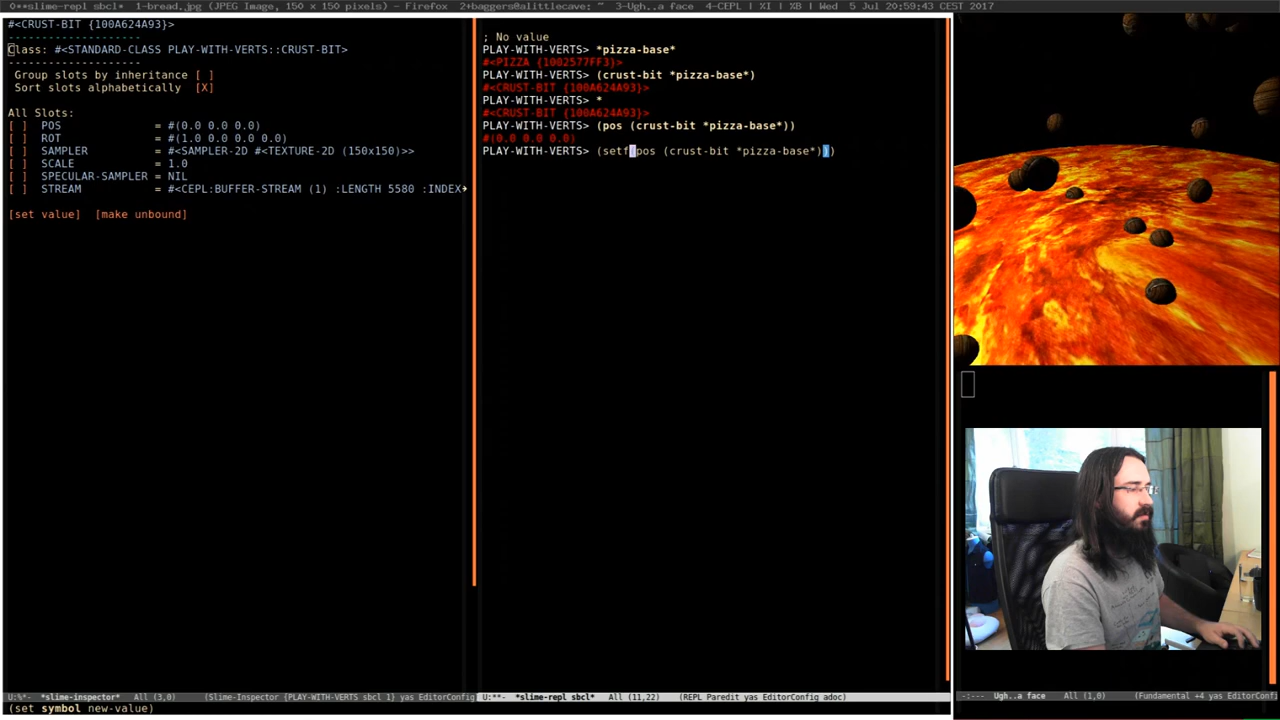 0**slime-repl sbcl* 1-bread.jpg (JPEG Image, 150 x 150 pixels) - Firefox 2*baggers@alittlecave: ~ 3-Ugh..a face 4-CEPL | XI | %B | Wed 5 Jul 20:59:43 CEST 2017
#<CRUST-BIT {100A624A93}>
--------------------
Class: #<STANDARD-CLASS PLAY-WITH-VERTS::CRUST-BIT>
--------------------
Group slots by inheritance [ ]
Sort slots alphabetically [X]
All Slots:
[ ] POS = #(0.0 0.0 0.0)
[ ] ROT = #(1.0 0.0 0.0 0.0)
[ ] SAMPLER = #<SAMPLER-2D #<TEXTURE-2D (150x150)>>
[ ] SCALE = 1.0
[ ] SPECULAR-SAMPLER = NIL
[ ] STREAM = #<CEPL:BUFFER-STREAM (1) :LENGTH 5580 :INDEX
[set value] [make unbound]
; No value
PLAY-WITH-VERTS> *pizza-base*
#<PIZZA {1002577FF3}>
PLAY-WITH-VERTS> (crust-bit *pizza-base*)
#<CRUST-BIT {100A624A93}>
PLAY-WITH-VERTS> *
#<CRUST-BIT {100A624A93}>
PLAY-WITH-VERTS> (pos (crust-bit *pizza-base*))
#(0.0 0.0 0.0)
PLAY-WITH-VERTS> (setf(pos (crust-bit *pizza-base*)))
U:%*- *slime-inspector* All (3,0) (Slime-Inspector {PLAY-WITH-VERTS sbcl 1} yas EditorConfig
U:**- *slime-repl sbcl* All (11,22) (REPL Paredit yas EditorConfig adoc)
-:--- Ugh..a face All (1,0) (Fundamental +4 yas EditorConfig
(set symbol new-value)